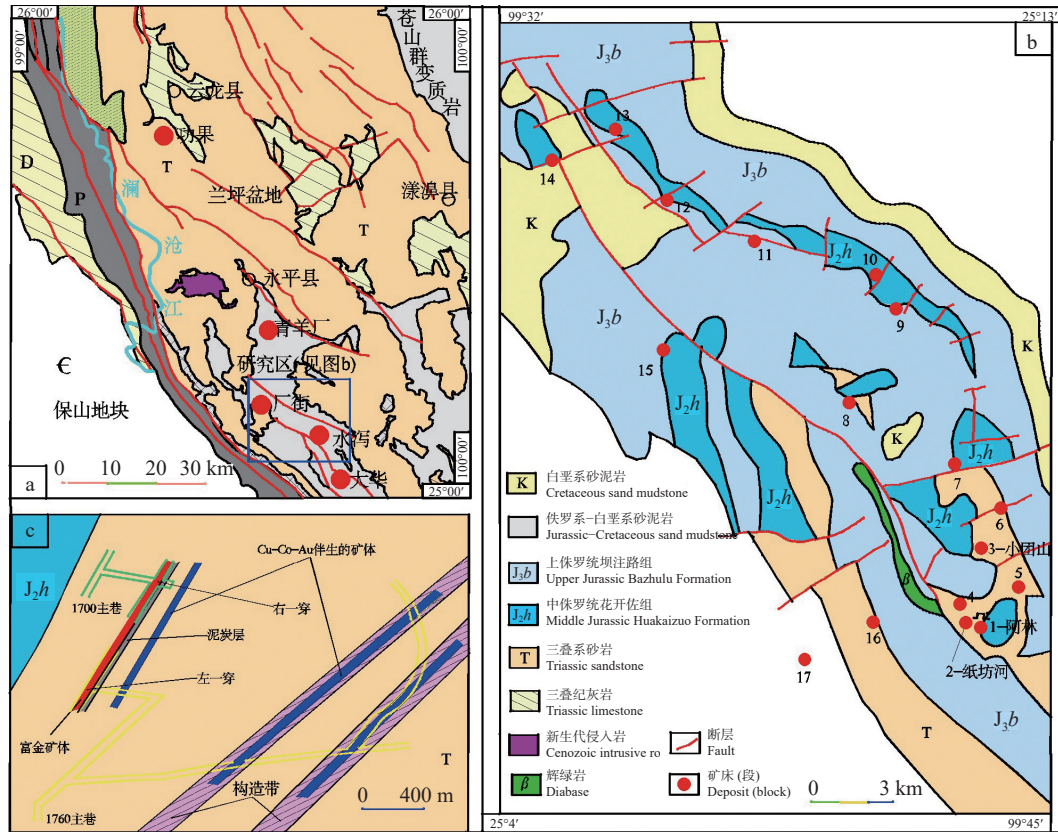 26°00′
99°00′
26°00′
100°00′
苍山群变质岩
云龙县
功果
T
D
P
澜
沧
江
兰坪盆地
漾濞县
T
永平县
青羊厂
研究区(见图b)
厂街
水泻
大华
Є
保山地块
0 10 20 30 km
a
100°00′
25°00′
c
J₂h
1700主巷
Cu-Co-Au伴生的矿体
右一穿
泥炭层
左一穿
富金矿体
T
构造带
0 400 m
1760主巷
99°32′
25°13′
b
J₃b
13
14
J₃b
K
12
11
J₂h
10
9
J₃b
K
15
J₂h
8
K
J₂h
J₂h
7
J₂h
6
3-小团山
5
β
4
1-阿林
2-纸坊河
16
17
J₃b
T
K 白垩系砂泥岩
Cretaceous sand mudstone
侏罗系-白垩系砂泥岩
Jurassic-Cretaceous sand mudstone
J₃b 上侏罗统坝注路组
Upper Jurassic Bazhulu Formation
J₂h 中侏罗统花开佐组
Middle Jurassic Huakaizuo Formation
T 三叠系砂岩
Triassic sandstone
三叠纪灰岩
Triassic limestone
新生代侵入岩
Cenozoic intrusive ro
断层
Fault
β 辉绿岩
Diabase
矿床(段)
Deposit (block)
0 3 km
25°4′
99°45′